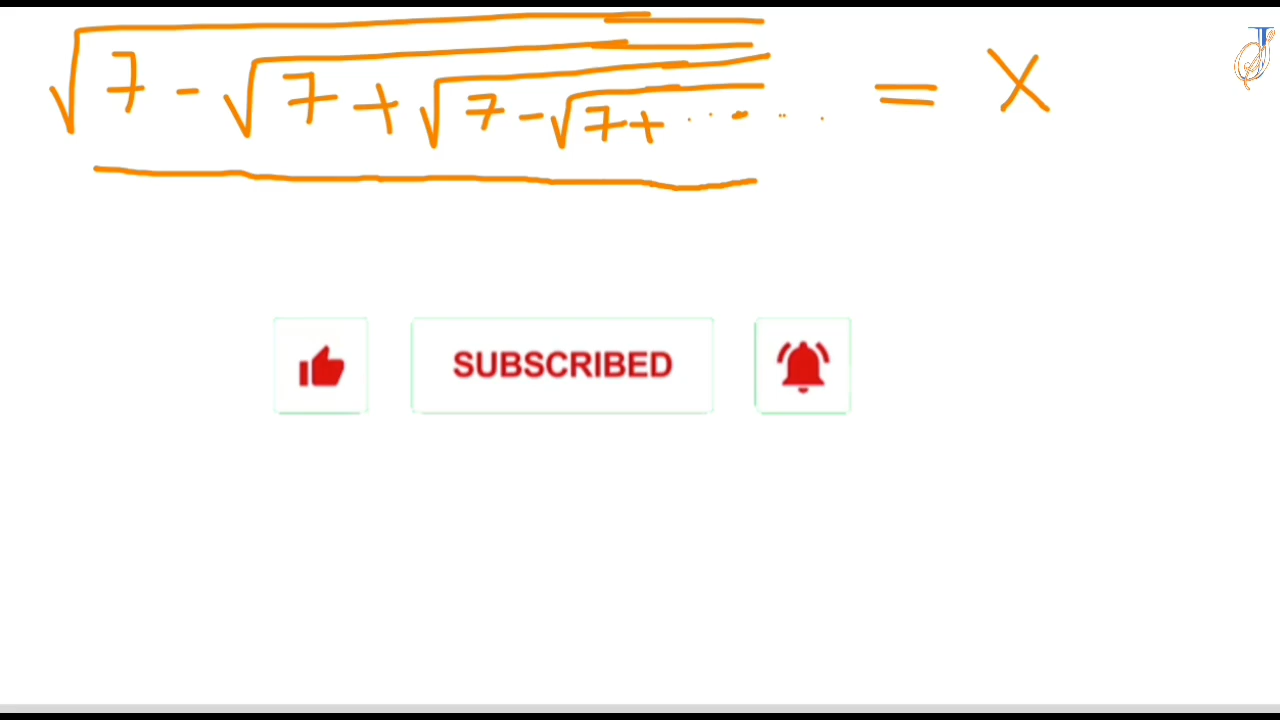 √7 - √7 + √7 - √7 + ........ = X
SUBSCRIBED